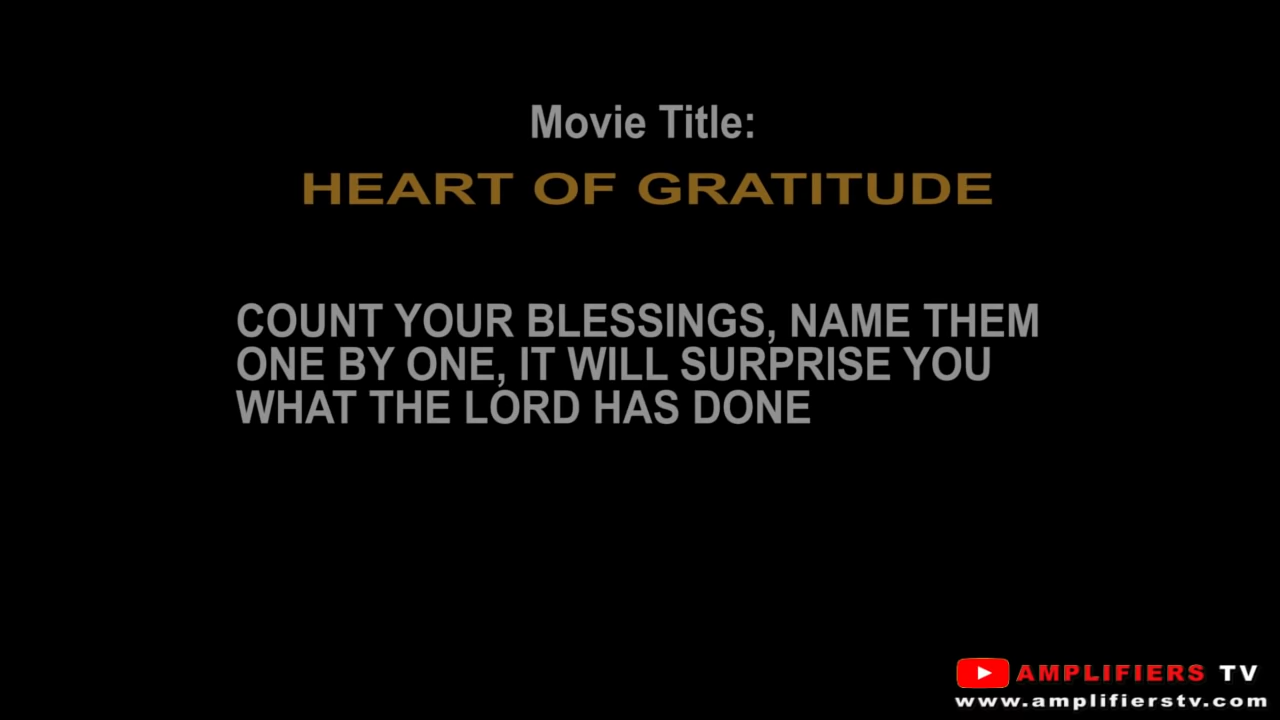 Movie Title:
HEART OF GRATITUDE
COUNT YOUR BLESSINGS, NAME THEM
ONE BY ONE, IT WILL SURPRISE YOU
WHAT THE LORD HAS DONE
AMPLIFIERS TV
www.amplifierstv.com